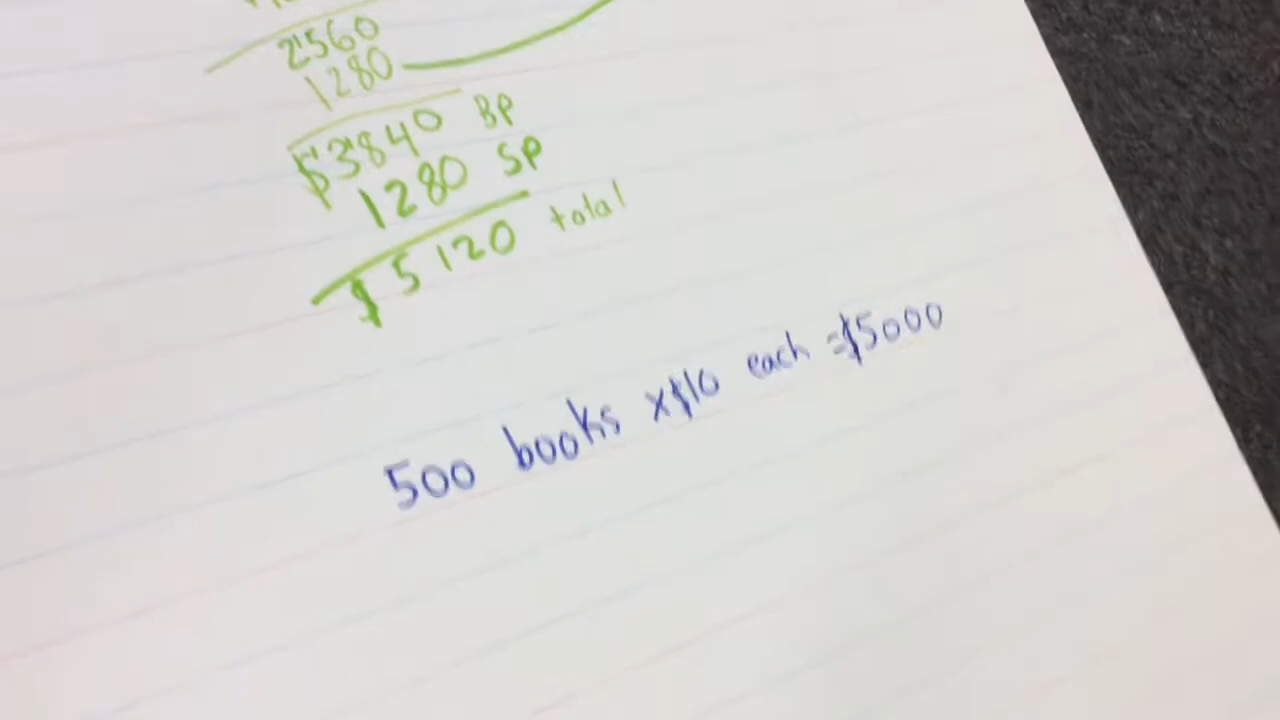 2560
1280
$3840 BP
1280 SP
$5120 total
500 books x $10 each = $5000